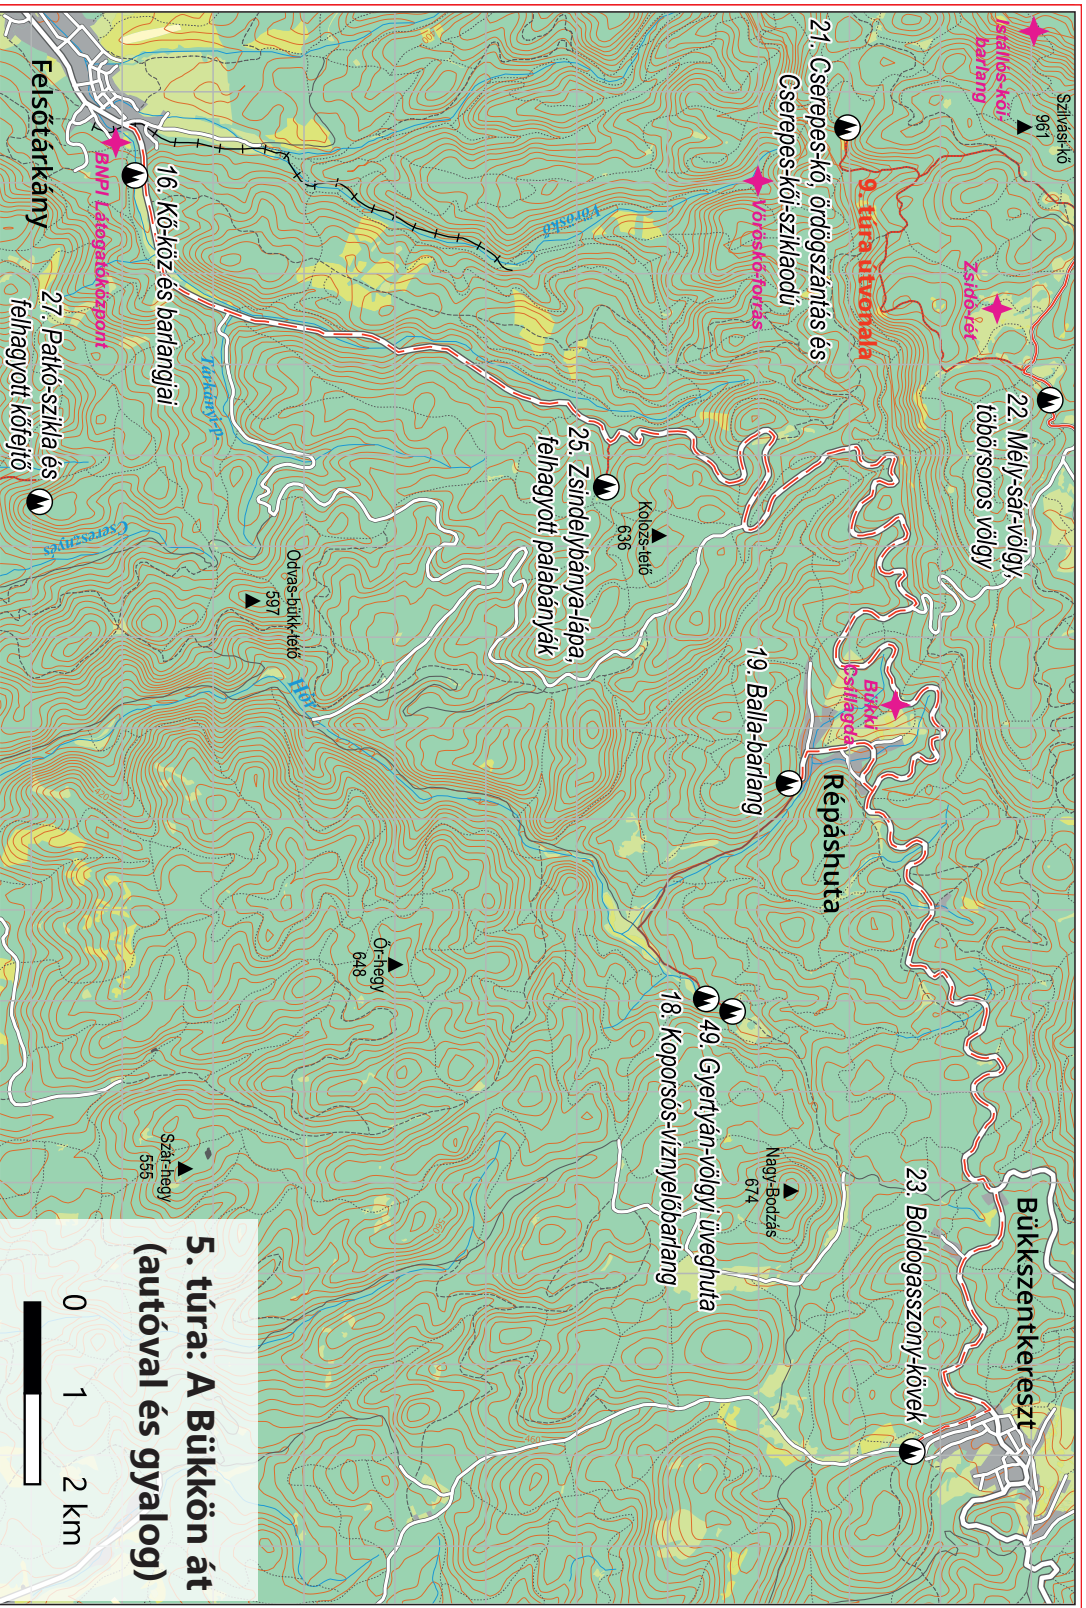 Istállós-kői-
barlang
Szilvási-kő
961
21. Cserepes-kő, ördögszántás és
Cserepes-kői-sziklaodú
9. túra útvonala
Zsidó-rét
Vöröskő-forrás
Vöröskő
22. Mély-sár-völgy,
töbörsoros völgy
Felsőtárkány
BNPI Látogatóközpont
16. Kő-köz és barlangjai
27. Patkó-szikla és
felhagyott kőfejtő
Tárkányi-p.
Cseresznyés
25. Zsindelybánya-lápa,
felhagyott palabányák
Kolozs-tető
636
Odvas-bükk-tető
597
Hór
Bükki
Csillagda
19. Balla-barlang
Répáshuta
Őr-hegy
648
49. Gyertyán-völgyi üveghuta
18. Koporsós-víznyelőbarlang
Nagy-Bodzás
674
Szár-hegy
555
Bükkszentkereszt
23. Boldogasszony-kövek
460
5. túra: A Bükkön át
(autóval és gyalog)
0 1 2 km